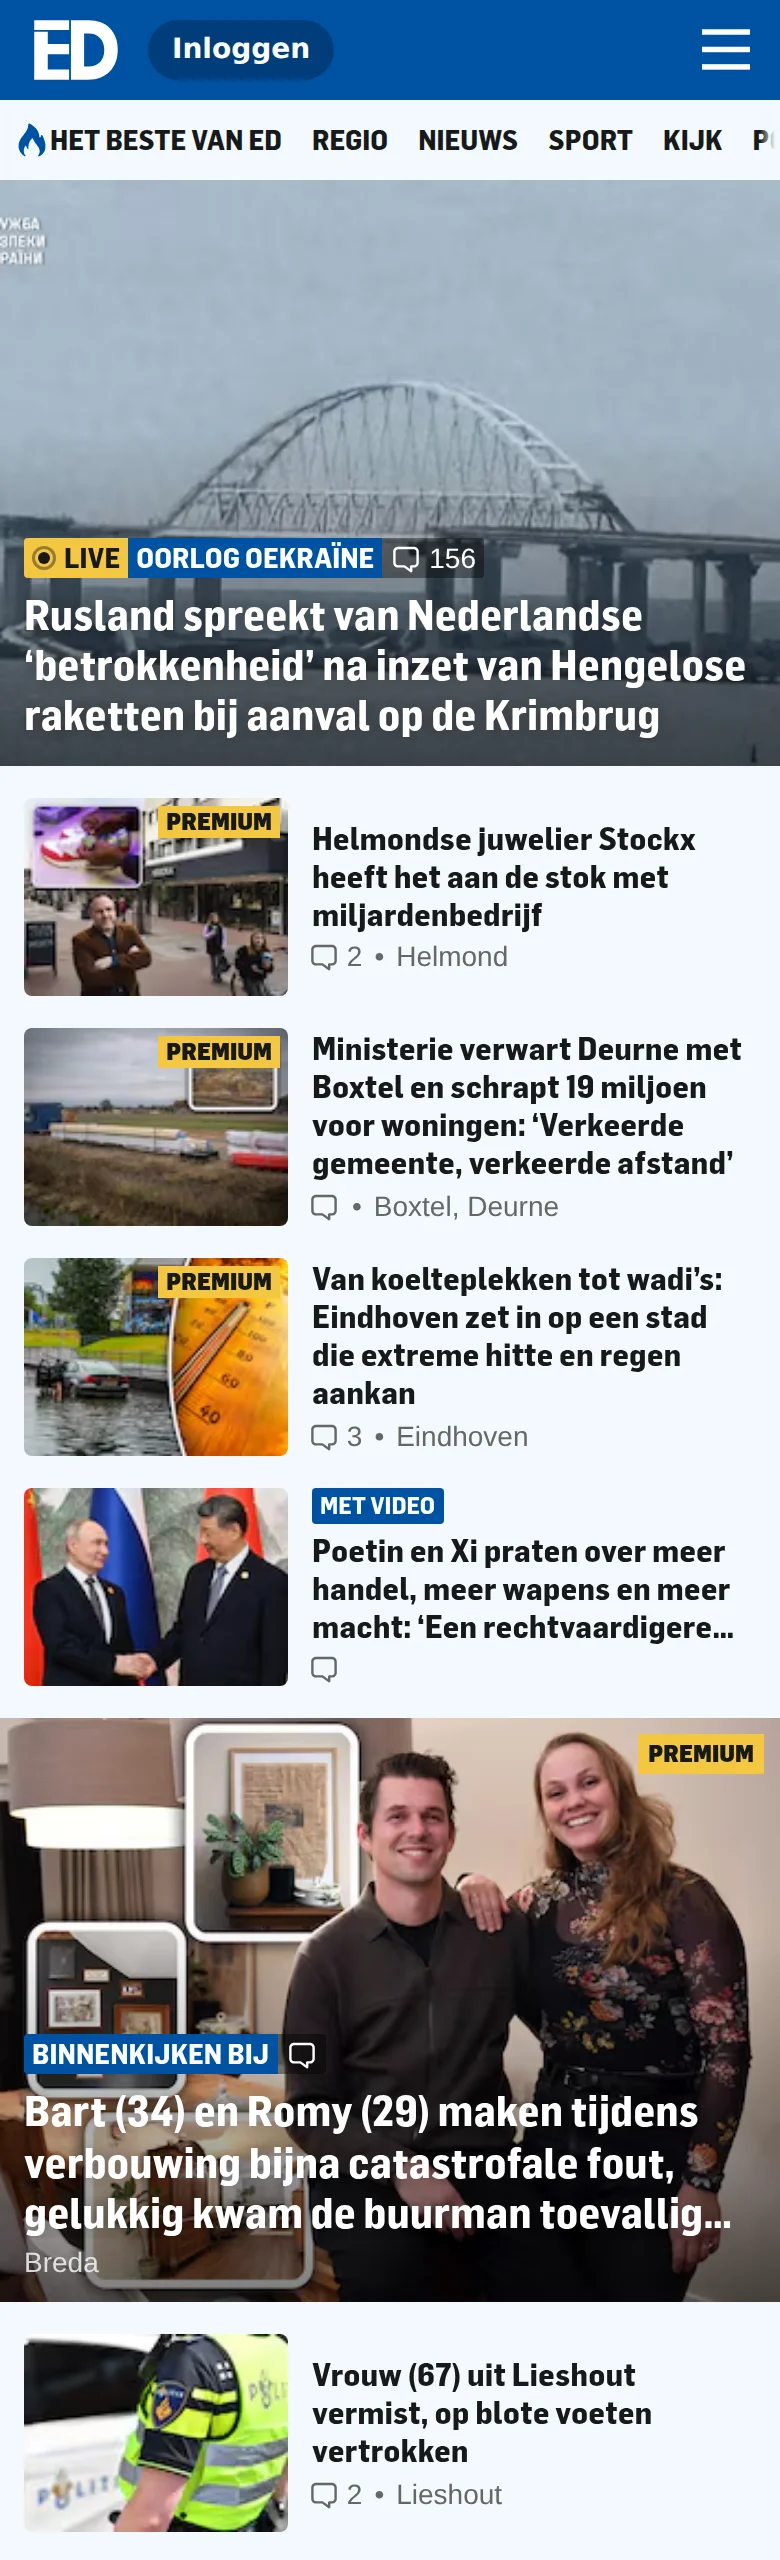 ED
Inloggen
HET BESTE VAN ED REGIO NIEUWS SPORT KIJK
УЖБА
ЗПЕКИ
РАЇНИ
LIVE OORLOG OEKRAÏNE 156
Rusland spreekt van Nederlandse
‘betrokkenheid’ na inzet van Hengelose
raketten bij aanval op de Krimbrug
PREMIUM
Helmondse juwelier Stockx
heeft het aan de stok met
miljardenbedrijf
2 • Helmond
PREMIUM
Ministerie verwart Deurne met
Boxtel en schrapt 19 miljoen
voor woningen: ‘Verkeerde
gemeente, verkeerde afstand’
• Boxtel, Deurne
PREMIUM
60
40
Van koelteplekken tot wadi’s:
Eindhoven zet in op een stad
die extreme hitte en regen
aankan
3 • Eindhoven
MET VIDEO
Poetin en Xi praten over meer
handel, meer wapens en meer
macht: ‘Een rechtvaardigere...
PREMIUM
BINNENKIJKEN BIJ
Bart (34) en Romy (29) maken tijdens
verbouwing bijna catastrofale fout,
gelukkig kwam de buurman toevallig...
Breda
Vrouw (67) uit Lieshout
vermist, op blote voeten
vertrokken
2 • Lieshout